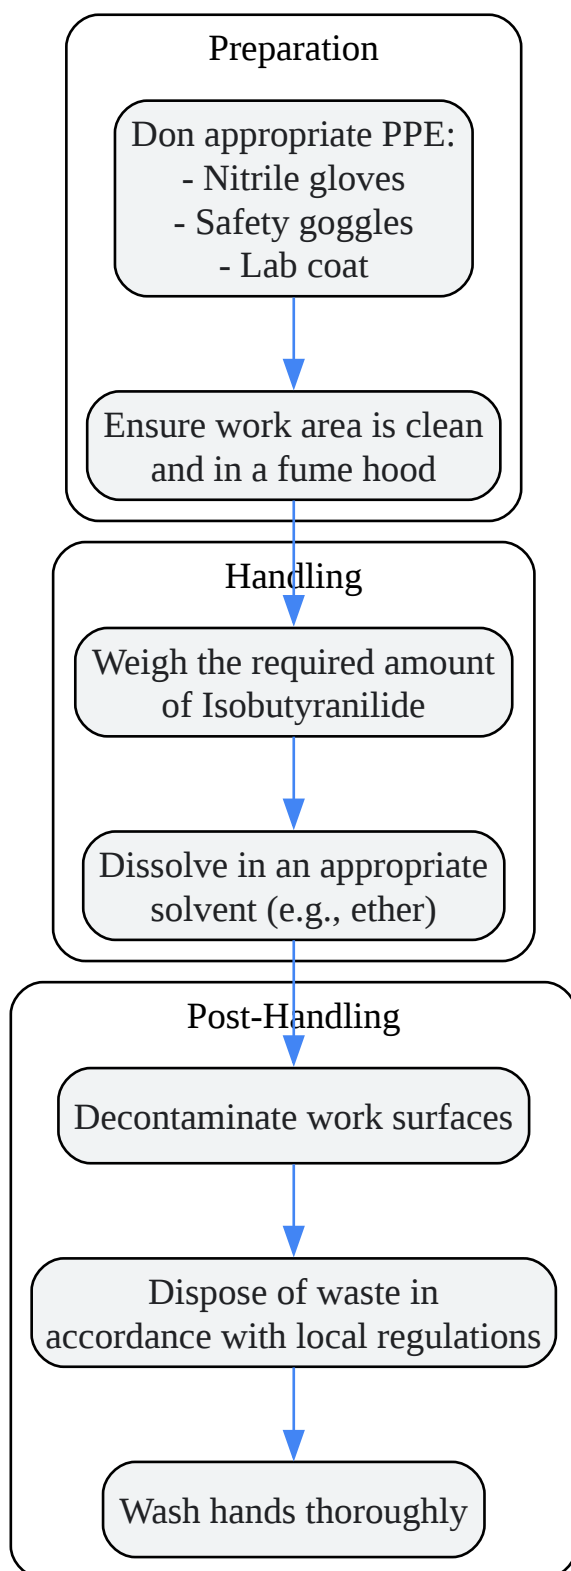 Preparation
Don appropriate PPE:
- Nitrile gloves
- Safety goggles
- Lab coat
Ensure work area is clean
and in a fume hood
Handling
Weigh the required amount
of Isobutyranilide
Dissolve in an appropriate
solvent (e.g., ether)
Post-Handling
Decontaminate work surfaces
Dispose of waste in
accordance with local regulations
Wash hands thoroughly